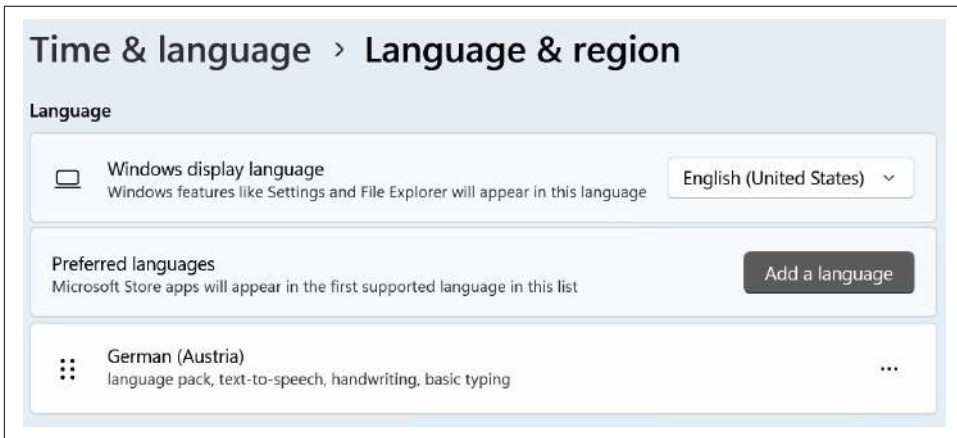 Time & language > Language & region
Language
Windows display language
Windows features like Settings and File Explorer will appear in this language
English (United States)
Preferred languages
Microsoft Store apps will appear in the first supported language in this list
Add a language
German (Austria)
language pack, text-to-speech, handwriting, basic typing